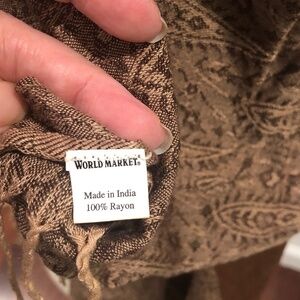 WORLD MARKET®
Made in India
100% Rayon